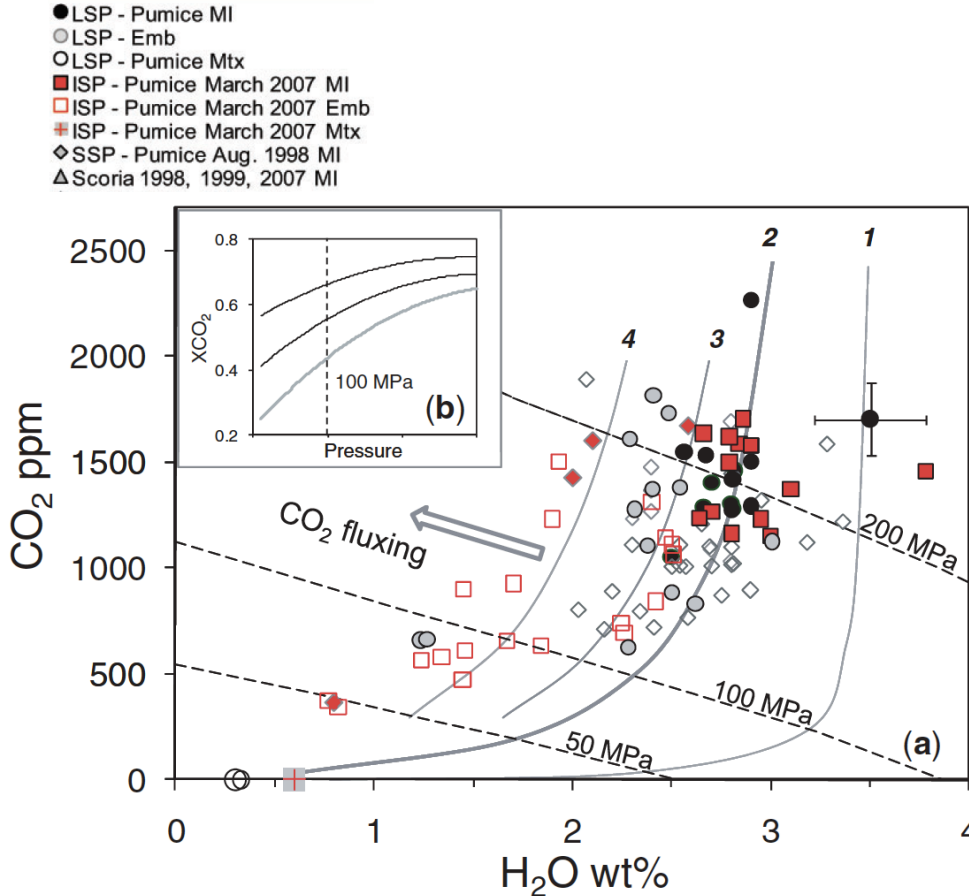 LSP - Pumice MI
LSP - Emb
LSP - Pumice Mtx
ISP - Pumice March 2007 MI
ISP - Pumice March 2007 Emb
ISP - Pumice March 2007 Mtx
SSP - Pumice Aug. 1998 MI
Scoria 1998, 1999, 2007 MI
CO2 ppm
2500
2000
1500
1000
500
0
0.8
0.6
0.4
0.2
XCO2
100 MPa
(b)
Pressure
1
2
3
4
CO2 fluxing
200 MPa
100 MPa
50 MPa
(a)
0
1
2
3
4
H2O wt%